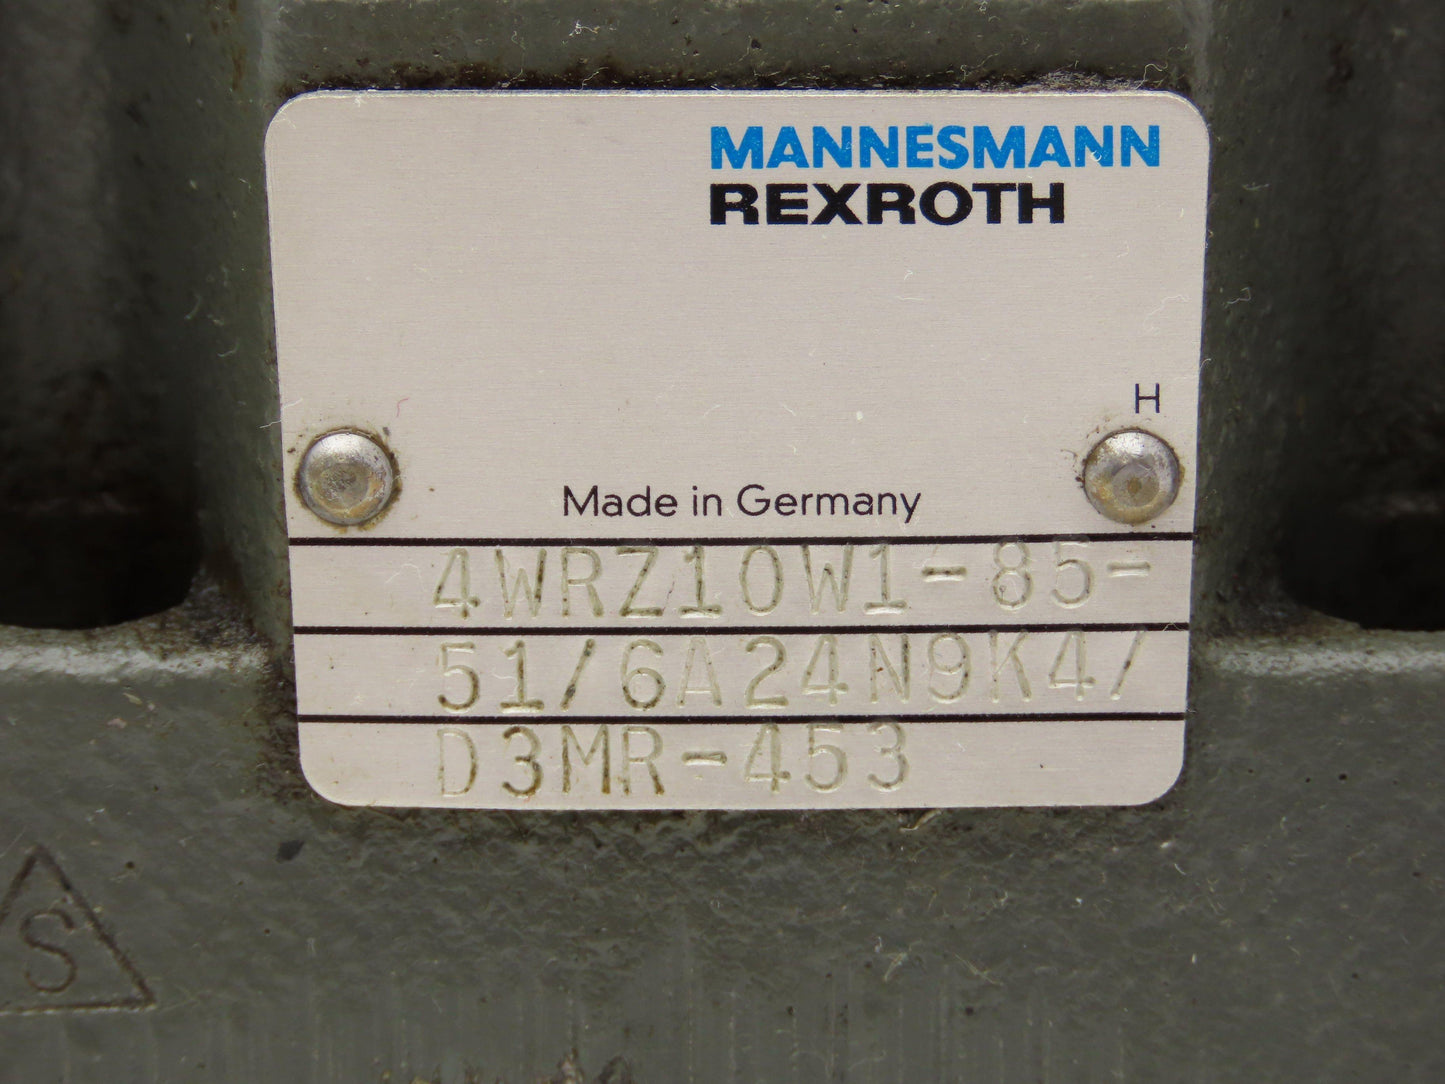 MANNESMANN
REXROTH
H
Made in Germany
4WRZ10W1-85-
51/6A24N9K4/
D3MR-453
S